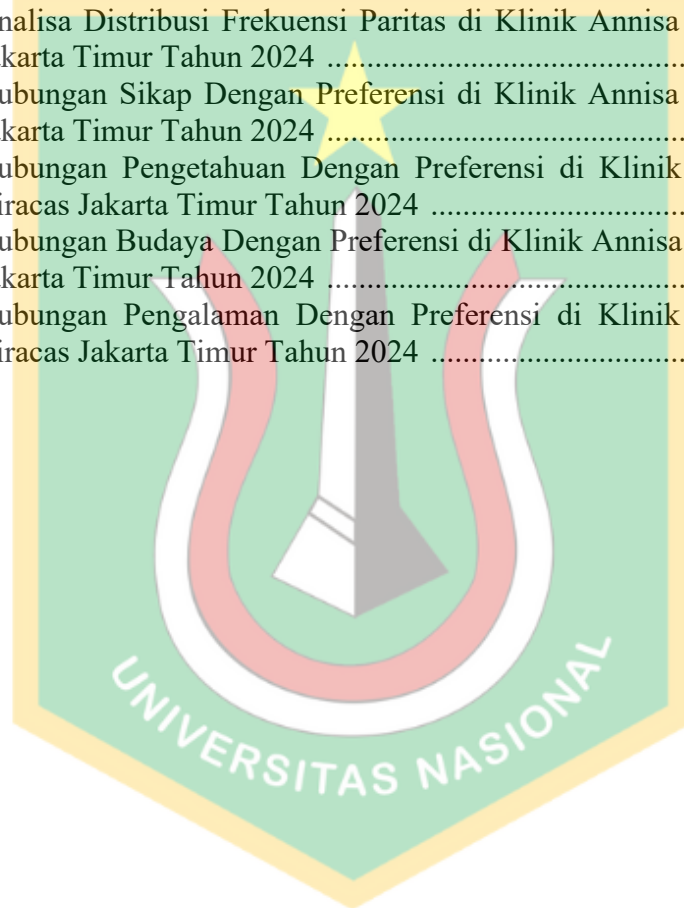 nalisa Distribusi Frekuensi Paritas di Klinik Annisa
karta Timur Tahun 2024 ...................................................
ubungan Sikap Dengan Preferensi di Klinik Annisa
akarta Timur Tahun 2024 ...................................................
ubungan Pengetahuan Dengan Preferensi di Klinik
iracas Jakarta Timur Tahun 2024 ....................................
ubungan Budaya Dengan Preferensi di Klinik Annisa
akarta Timur Tahun 2024 ...................................................
ubungan Pengalaman Dengan Preferensi di Klinik
iracas Jakarta Timur Tahun 2024 ....................................
UNIVERSITAS NASIONAL